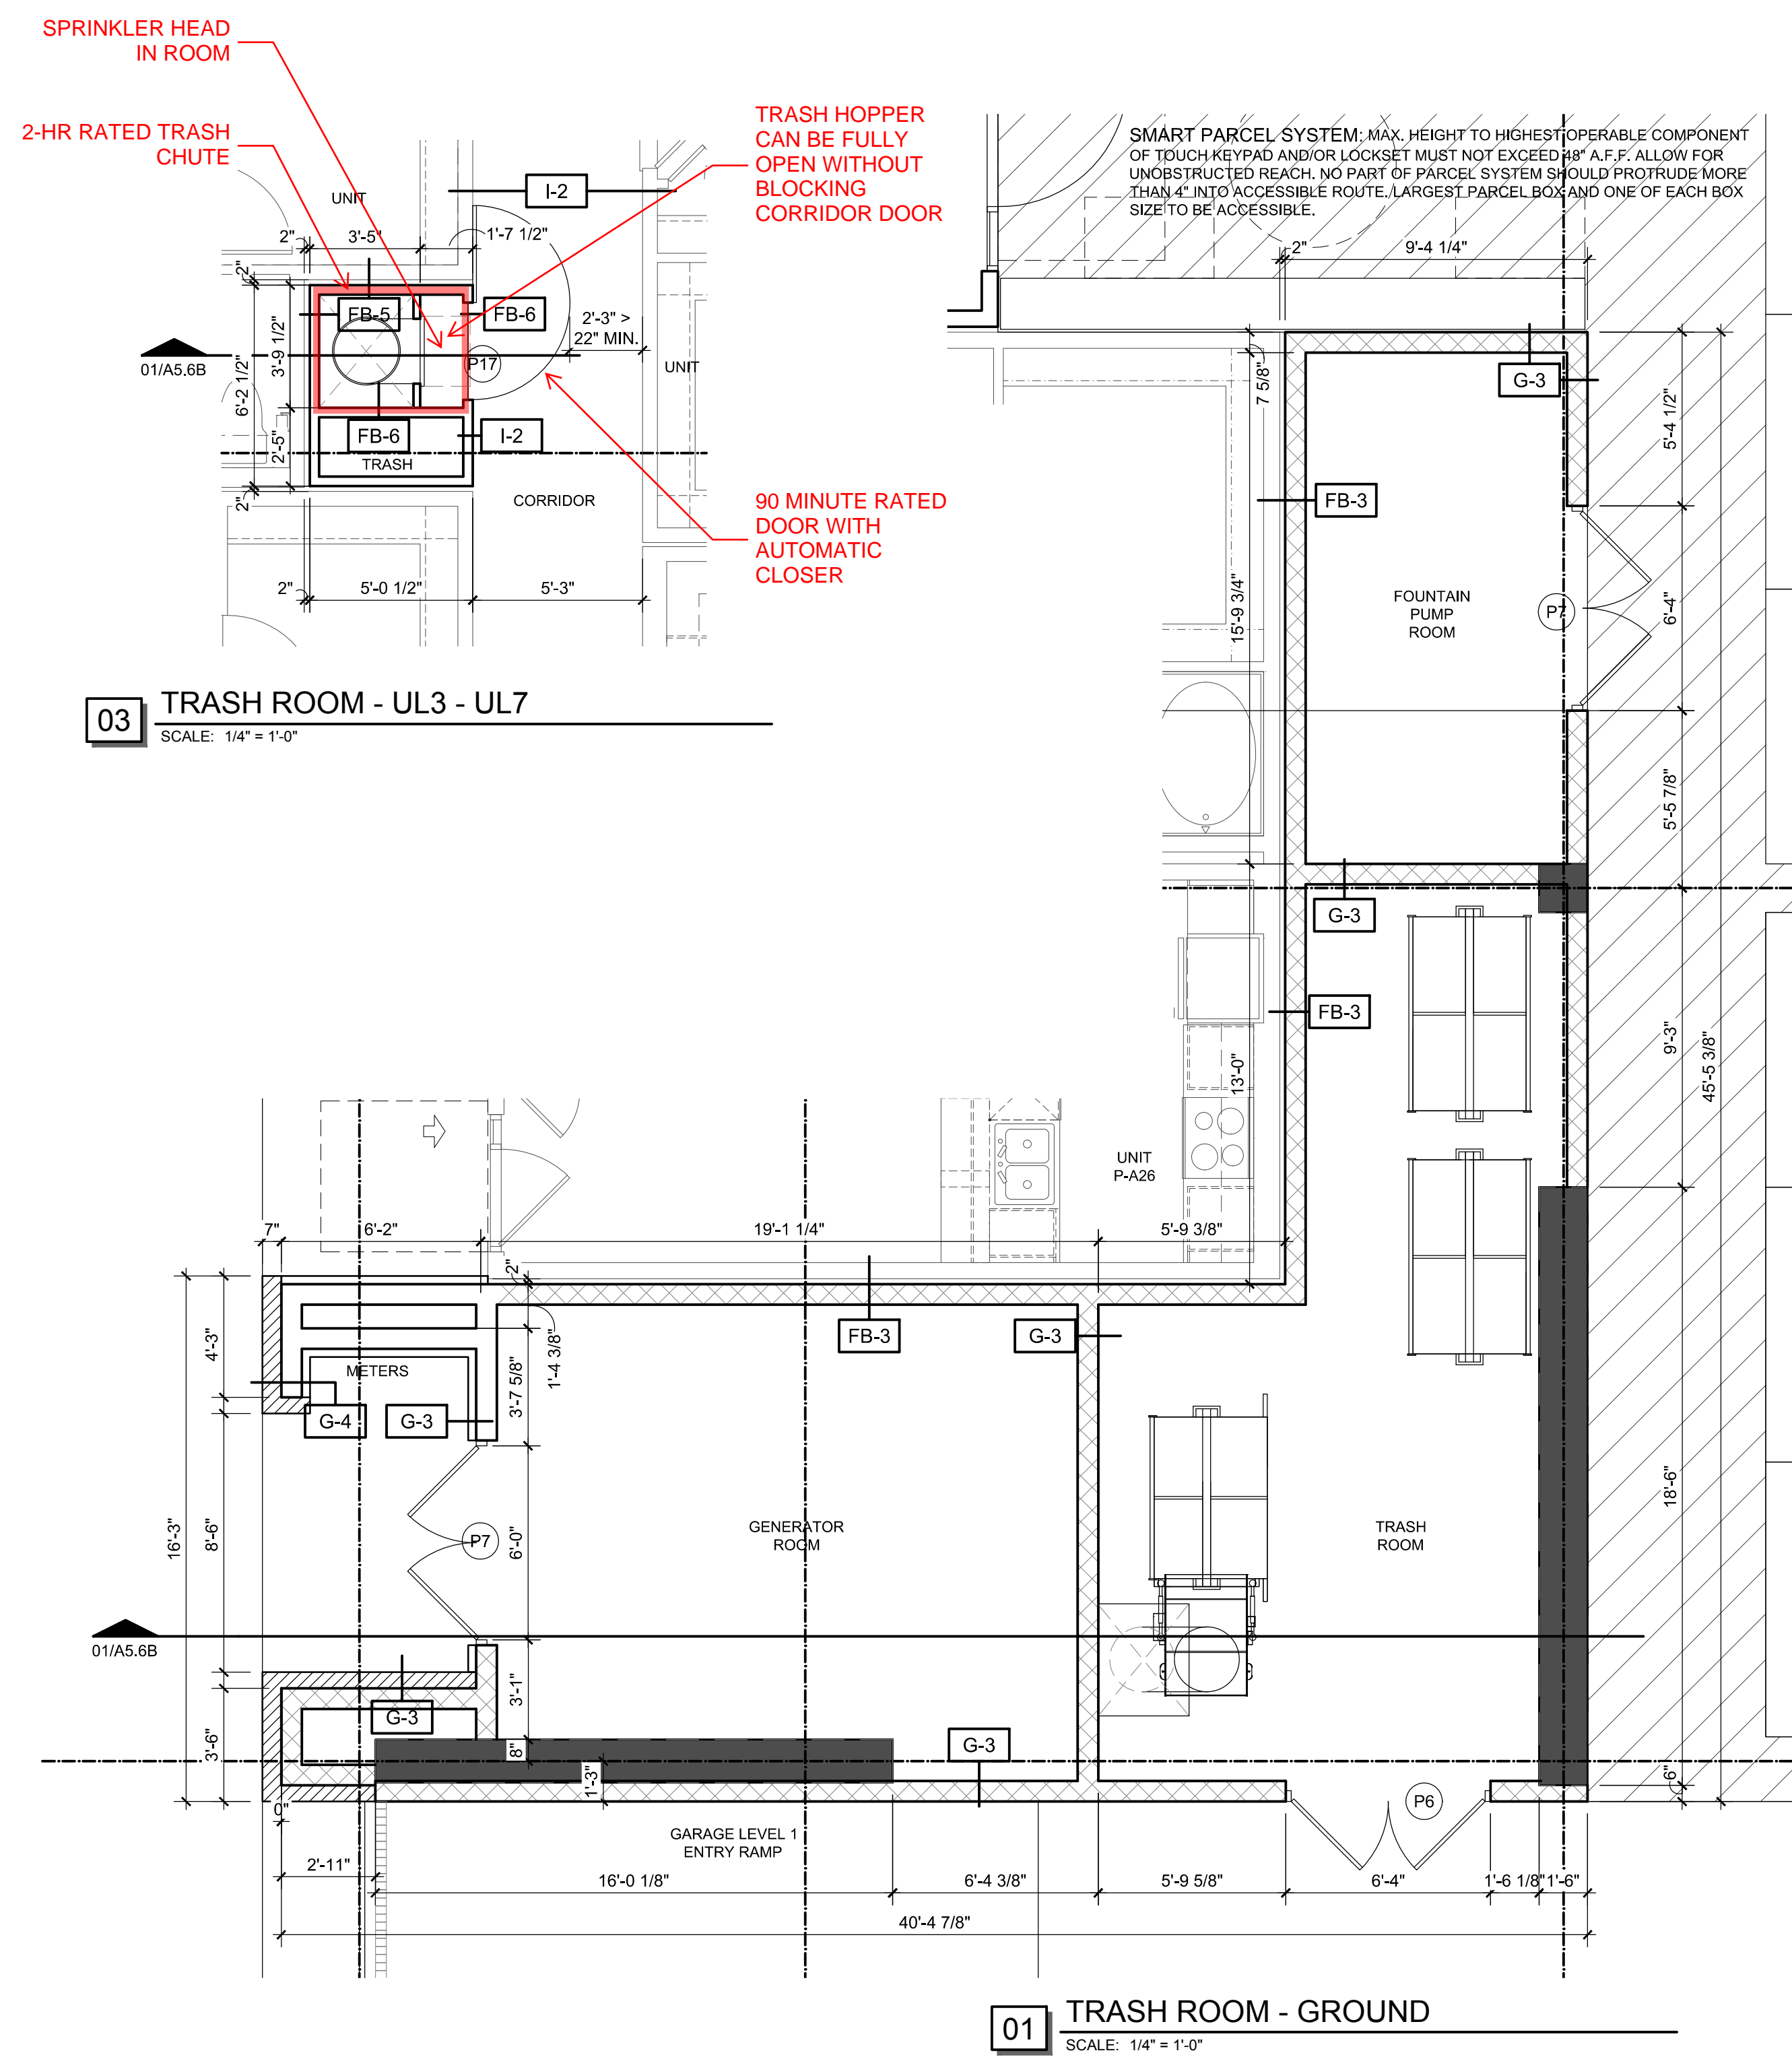 SPRINKLER HEAD
IN ROOM
2-HR RATED TRASH
CHUTE
TRASH HOPPER
CAN BE FULLY
OPEN WITHOUT
BLOCKING
CORRIDOR DOOR
90 MINUTE RATED
DOOR WITH
AUTOMATIC
CLOSER
UNIT
I-2
2"
3'-5"
1'-7 1/2"
2"
FB-5
FB-6
2'-3" >
22" MIN.
P17
UNIT
01/A5.6B
3'-9 1/2"
6'-2 1/2"
2'-5"
FB-6
I-2
TRASH
2"
CORRIDOR
2"
5'-0 1/2"
5'-3"
03
TRASH ROOM - UL3 - UL7
SCALE: 1/4" = 1'-0"
SMART PARCEL SYSTEM: MAX. HEIGHT TO HIGHEST OPERABLE COMPONENT
OF TOUCH KEYPAD AND/OR LOCKSET MUST NOT EXCEED 48" A.F.F. ALLOW FOR
UNOBSTRUCTED REACH. NO PART OF PARCEL SYSTEM SHOULD PROTRUDE MORE
THAN 4" INTO ACCESSIBLE ROUTE. LARGEST PARCEL BOX AND ONE OF EACH BOX
SIZE TO BE ACCESSIBLE.
2"
9'-4 1/4"
7 5/8"
G-3
5'-4 1/2"
FB-3
15'-9 3/4"
FOUNTAIN
PUMP
ROOM
P7
6'-4"
5'-5 7/8"
G-3
FB-3
13'-0"
9'-3"
45'-5 3/8"
UNIT
P-A26
7"
6'-2"
19'-1 1/4"
5'-9 3/8"
2"
4'-3"
METERS
G-4
G-3
3'-7 5/8"
1'-4 3/8"
FB-3
G-3
16'-3"
8'-6"
P7
6'-0"
GENERATOR
ROOM
TRASH
ROOM
18'-6"
01/A5.6B
3'-6"
G-3
3'-1"
8"
1'-3"
G-3
6"
0"
P6
GARAGE LEVEL 1
ENTRY RAMP
2'-11"
16'-0 1/8"
6'-4 3/8"
5'-9 5/8"
6'-4"
1'-6 1/8"
1'-6"
40'-4 7/8"
01
TRASH ROOM - GROUND
SCALE: 1/4" = 1'-0"